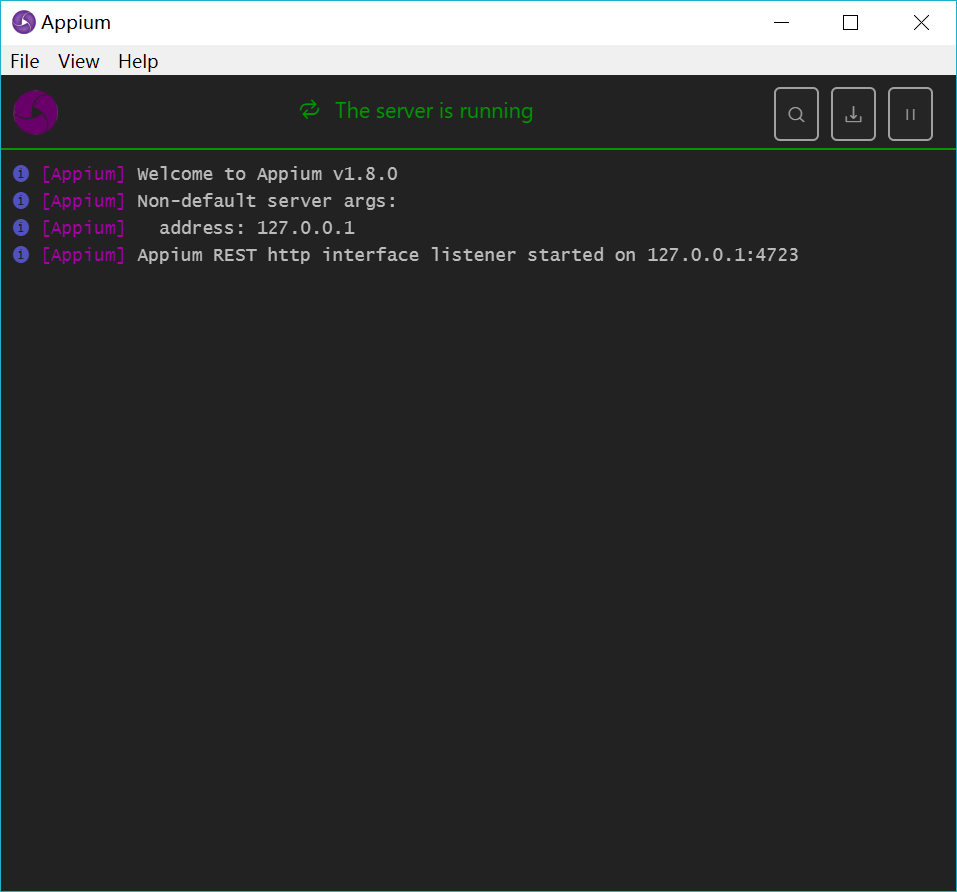 Appium
File View Help
The server is running
[Appium] Welcome to Appium v1.8.0
[Appium] Non-default server args:
[Appium]   address: 127.0.0.1
[Appium] Appium REST http interface listener started on 127.0.0.1:4723